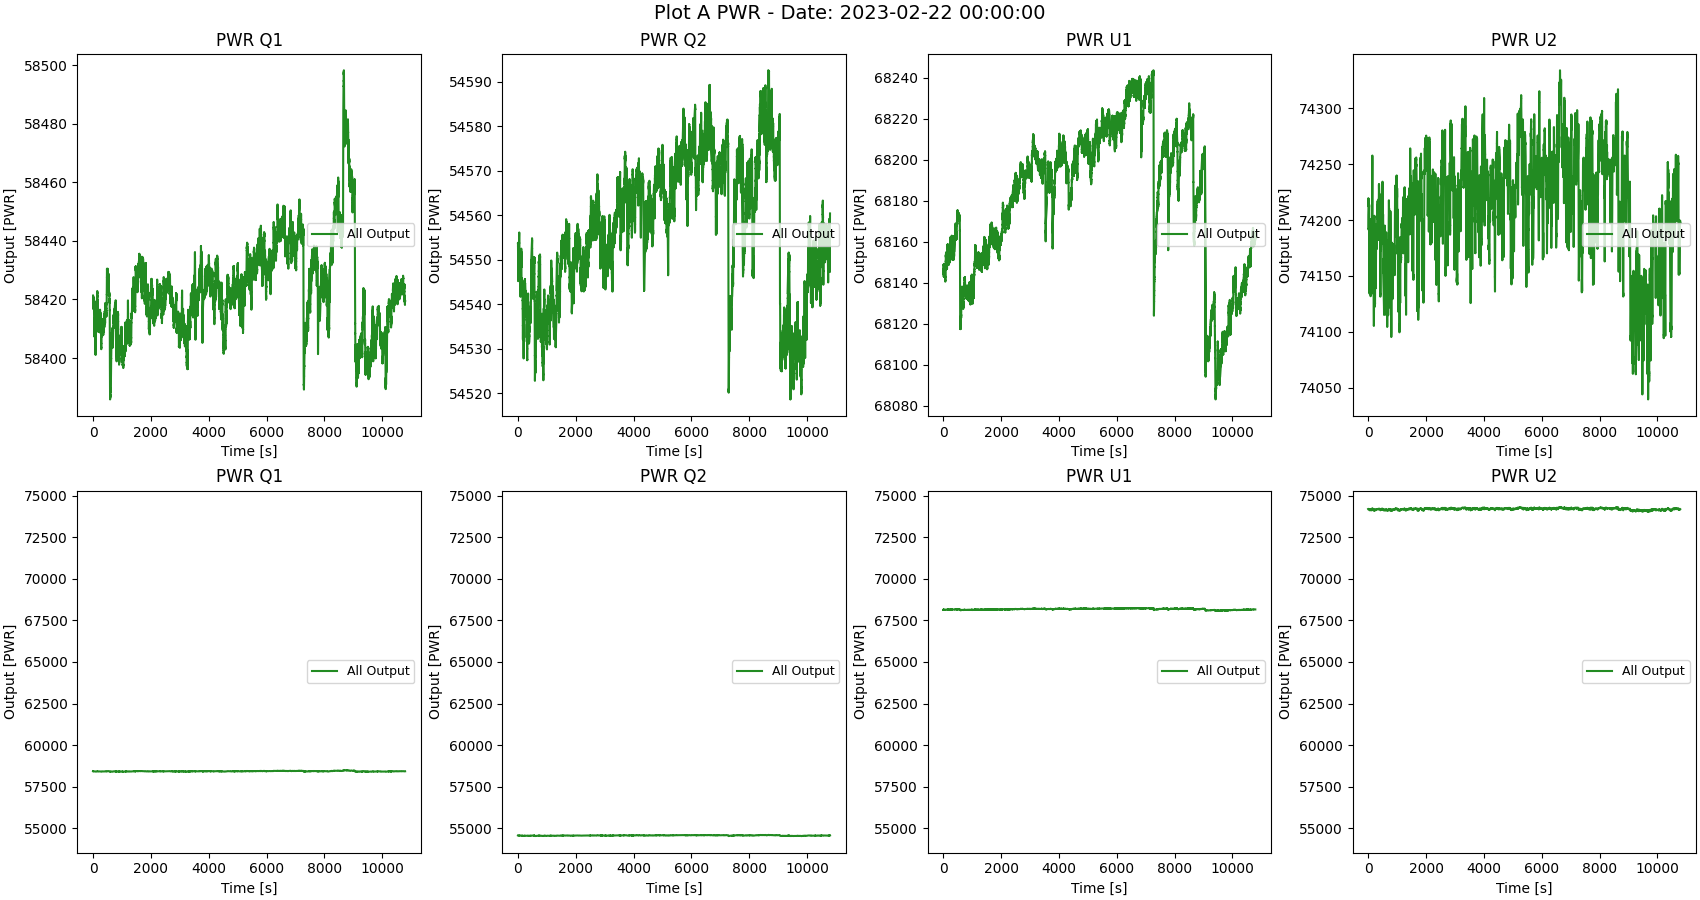 Plot A PWR - Date: 2023-02-22 00:00:00
PWR Q1
Output [PWR]
58500
58480
58460
58440
58420
58400
All Output
0 2000 4000 6000 8000 10000
Time [s]
PWR Q2
Output [PWR]
54590
54580
54570
54560
54550
54540
54530
54520
All Output
0 2000 4000 6000 8000 10000
Time [s]
PWR U1
Output [PWR]
68240
68220
68200
68180
68160
68140
68120
68100
68080
All Output
0 2000 4000 6000 8000 10000
Time [s]
PWR U2
Output [PWR]
74300
74250
74200
74150
74100
74050
All Output
0 2000 4000 6000 8000 10000
Time [s]
PWR Q1
Output [PWR]
75000
72500
70000
67500
65000
62500
60000
57500
55000
All Output
0 2000 4000 6000 8000 10000
Time [s]
PWR Q2
Output [PWR]
75000
72500
70000
67500
65000
62500
60000
57500
55000
All Output
0 2000 4000 6000 8000 10000
Time [s]
PWR U1
Output [PWR]
75000
72500
70000
67500
65000
62500
60000
57500
55000
All Output
0 2000 4000 6000 8000 10000
Time [s]
PWR U2
Output [PWR]
75000
72500
70000
67500
65000
62500
60000
57500
55000
All Output
0 2000 4000 6000 8000 10000
Time [s]